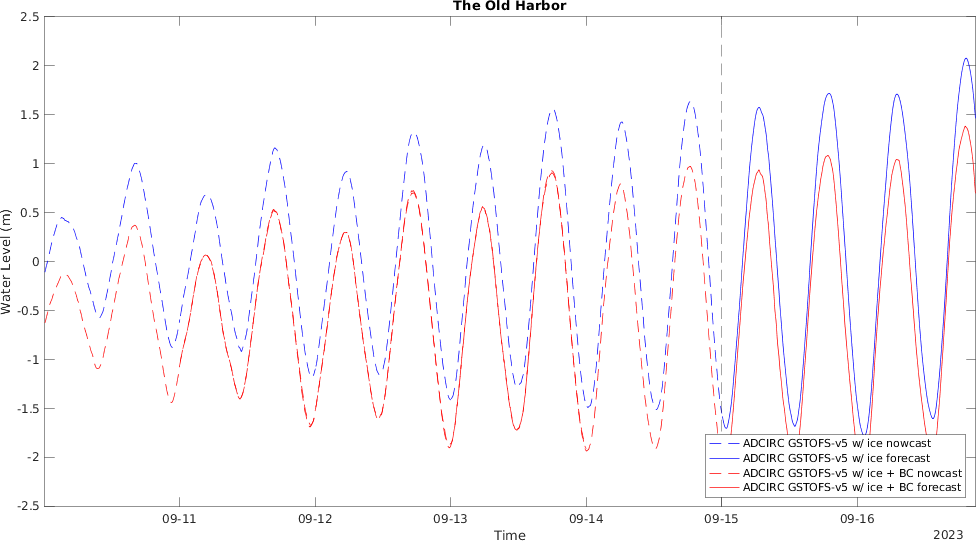 The Old Harbor
2.5
2
1.5
1
0.5
0
-0.5
-1
-1.5
-2
-2.5
Water Level (m)
ADCIRC GSTOFS-v5 w/ ice nowcast
ADCIRC GSTOFS-v5 w/ ice forecast
ADCIRC GSTOFS-v5 w/ ice + BC nowcast
ADCIRC GSTOFS-v5 w/ ice + BC forecast
09-11
09-12
09-13
09-14
09-15
09-16
Time
2023